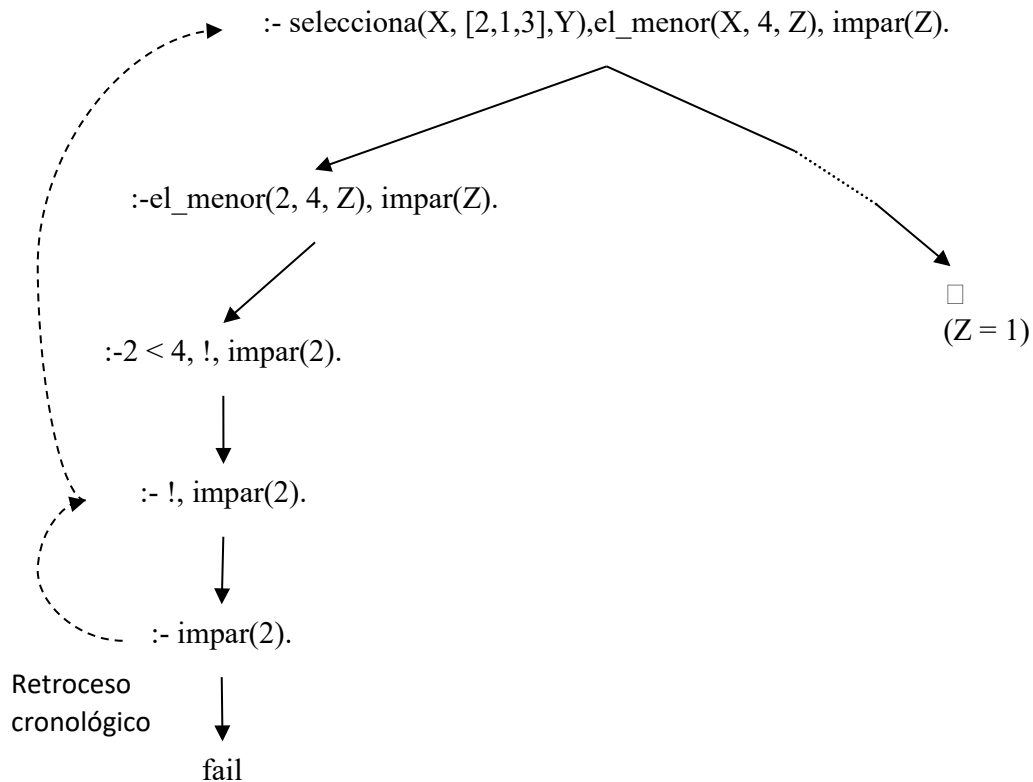 :- selecciona(X, [2,1,3],Y),el_menor(X, 4, Z), impar(Z).
:-el_menor(2, 4, Z), impar(Z).
□
(Z = 1)
:-2 < 4, !, impar(2).
:- !, impar(2).
:- impar(2).
Retroceso
cronológico
fail